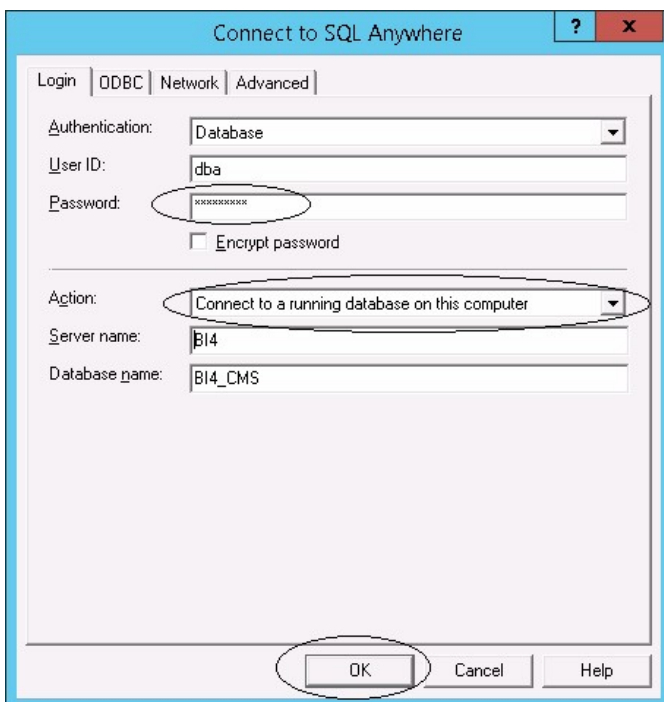 Connect to SQL Anywhere ? x
Login ODBC Network Advanced
Authentication: Database
User ID: dba
Password: *********
Encrypt password
Action: Connect to a running database on this computer
Server name: BI4
Database name: BI4_CMS
OK Cancel Help